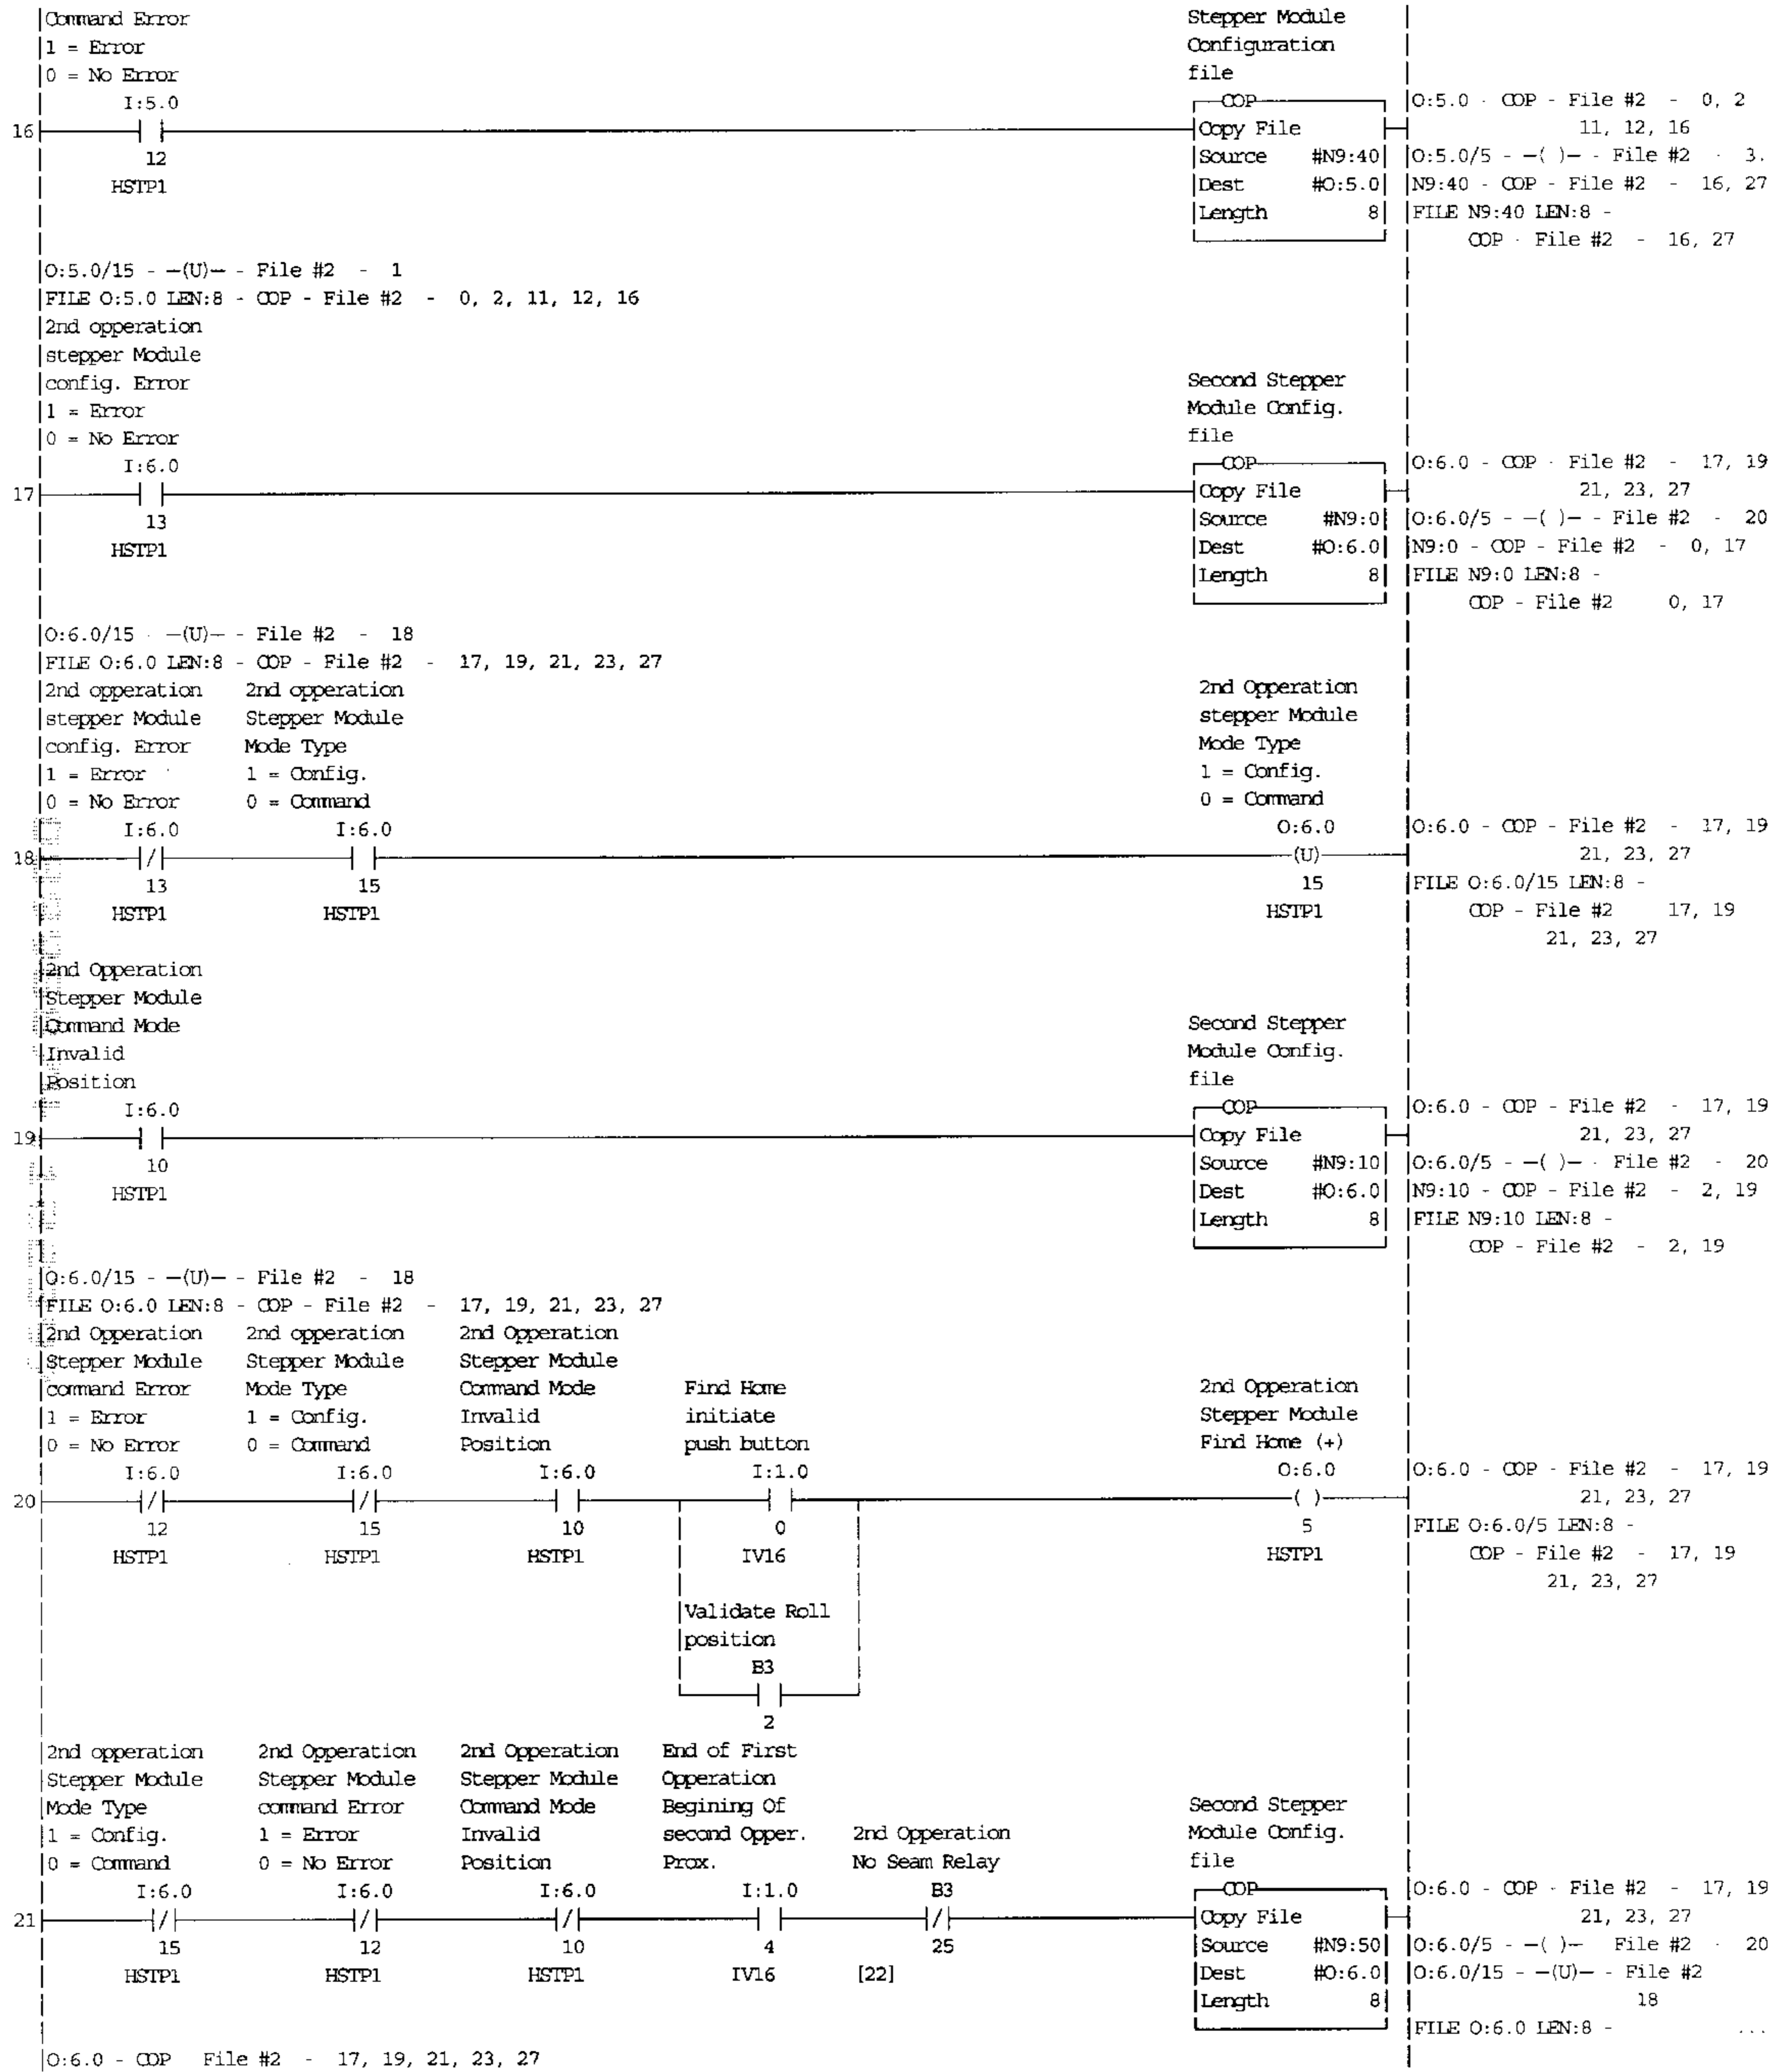 Command Error
1 = Error
0 = No Error
I:5.0
16
12
HSTP1
Stepper Module
Configuration
file
COP
Copy File
Source #N9:40
Dest #O:5.0
Length 8
O:5.0 - COP - File #2 - 0, 2
11, 12, 16
O:5.0/5 - —( )— - File #2 - 3.
N9:40 - COP - File #2 - 16, 27
FILE N9:40 LEN:8 -
COP - File #2 - 16, 27
O:5.0/15 - —(U)— - File #2 - 1
FILE O:5.0 LEN:8 - COP - File #2 - 0, 2, 11, 12, 16
2nd opperation
stepper Module
config. Error
1 = Error
0 = No Error
I:6.0
17
13
HSTP1
Second Stepper
Module Config.
file
COP
Copy File
Source #N9:0
Dest #O:6.0
Length 8
O:6.0 - COP - File #2 - 17, 19
21, 23, 27
O:6.0/5 - —( )— - File #2 - 20
N9:0 - COP - File #2 - 0, 17
FILE N9:0 LEN:8 -
COP - File #2 0, 17
O:6.0/15 - —(U)— - File #2 - 18
FILE O:6.0 LEN:8 - COP - File #2 - 17, 19, 21, 23, 27
2nd opperation 2nd opperation
stepper Module Stepper Module
config. Error Mode Type
1 = Error 1 = Config.
0 = No Error 0 = Command
I:6.0 I:6.0
18
13 15
HSTP1 HSTP1
2nd Opperation
stepper Module
Mode Type
1 = Config.
0 = Command
O:6.0
(U)
15
HSTP1
O:6.0 - COP - File #2 - 17, 19
21, 23, 27
FILE O:6.0/15 LEN:8 -
COP - File #2 17, 19
21, 23, 27
2nd Opperation
Stepper Module
Command Mode
Invalid
Position
I:6.0
19
10
HSTP1
Second Stepper
Module Config.
file
COP
Copy File
Source #N9:10
Dest #O:6.0
Length 8
O:6.0 - COP - File #2 - 17, 19
21, 23, 27
O:6.0/5 - —( )— - File #2 - 20
N9:10 - COP - File #2 - 2, 19
FILE N9:10 LEN:8 -
COP - File #2 - 2, 19
O:6.0/15 - —(U)— - File #2 - 18
FILE O:6.0 LEN:8 - COP - File #2 - 17, 19, 21, 23, 27
2nd Opperation 2nd opperation 2nd Opperation
Stepper Module Stepper Module Stepper Module
command Error Mode Type Command Mode Find Home
1 = Error 1 = Config. Invalid initiate
0 = No Error 0 = Command Position push button
I:6.0 I:6.0 I:6.0 I:1.0
20
12 15 10 0
HSTP1 HSTP1 HSTP1 IV16
2nd Opperation
Stepper Module
Find Home (+)
O:6.0
( )
5
HSTP1
O:6.0 - COP - File #2 - 17, 19
21, 23, 27
FILE O:6.0/5 LEN:8 -
COP - File #2 - 17, 19
21, 23, 27
Validate Roll
position
B3
2
2nd opperation 2nd Opperation 2nd Opperation End of First
Stepper Module Stepper Module Stepper Module Opperation
Mode Type command Error Command Mode Begining Of
1 = Config. 1 = Error Invalid second Opper. 2nd Opperation
0 = Command 0 = No Error Position Prox. No Seam Relay
I:6.0 I:6.0 I:6.0 I:1.0 B3
21
15 12 10 4 25
HSTP1 HSTP1 HSTP1 IV16 [22]
Second Stepper
Module Config.
file
COP
Copy File
Source #N9:50
Dest #O:6.0
Length 8
O:6.0 - COP - File #2 - 17, 19
21, 23, 27
O:6.0/5 - —( )— File #2 - 20
O:6.0/15 - —(U)— - File #2
18
FILE O:6.0 LEN:8 - ...
O:6.0 - COP File #2 - 17, 19, 21, 23, 27